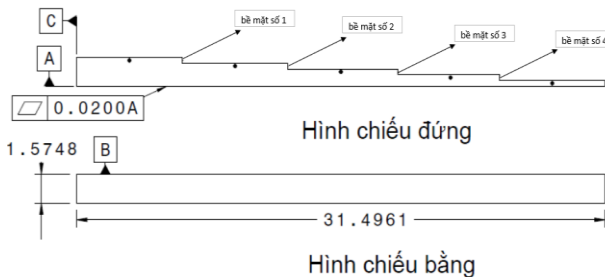 C
bề mặt số 1
bề mặt số 2
bề mặt số 3
bề mặt số 4
A
0.0200A
Hình chiếu đứng
1.5748
B
31.4961
Hình chiếu bằng